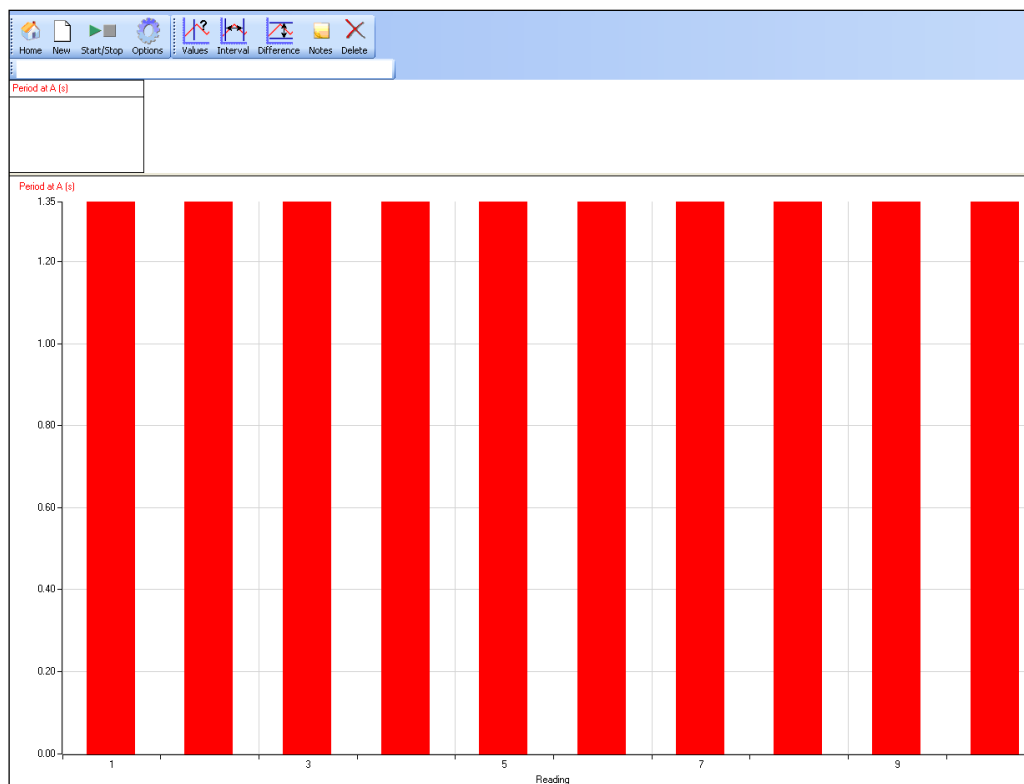 Home New Start/Stop Options Values Interval Difference Notes Delete
Period at A (s)
Period at A (s)
1.35
1.20
1.00
0.80
0.60
0.40
0.20
0.00
1 3 5 7 9
Reading